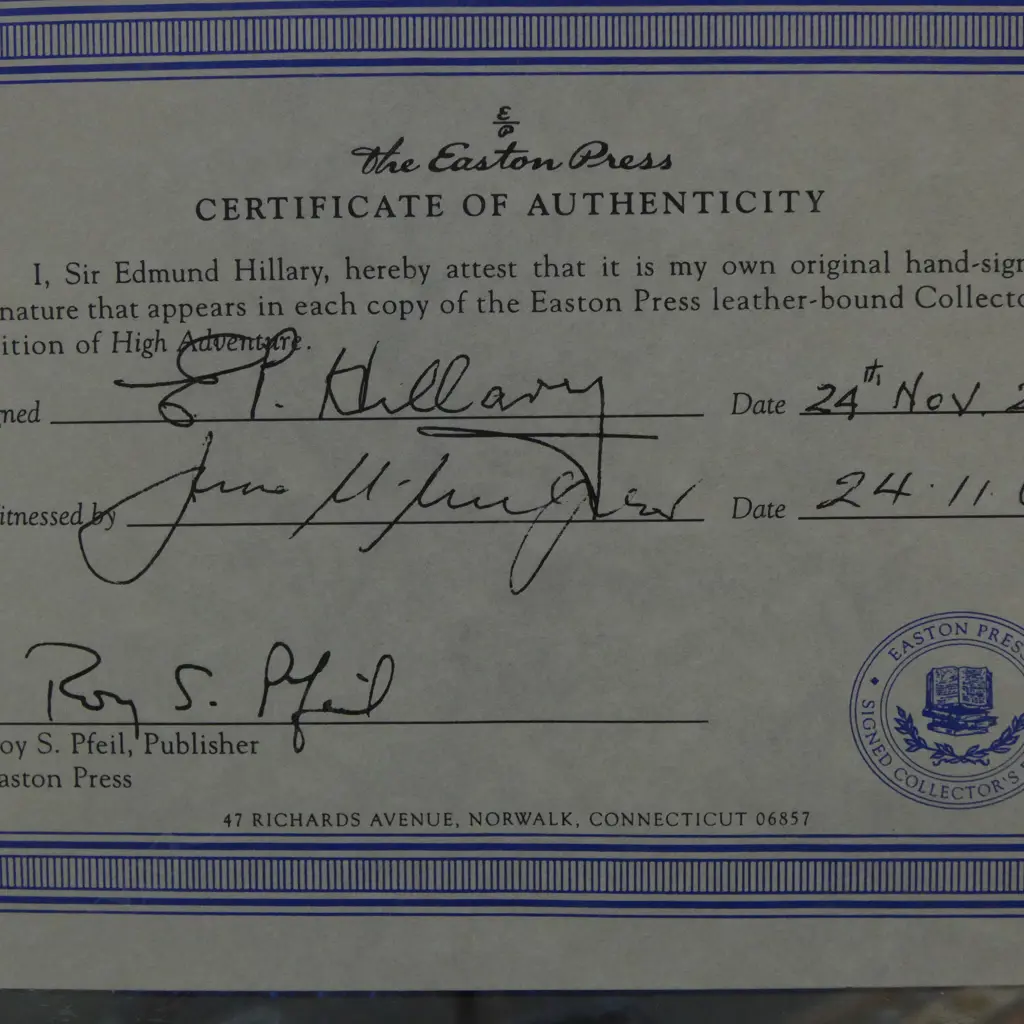 E
P
the Easton Press
CERTIFICATE OF AUTHENTICITY
I, Sir Edmund Hillary, hereby attest that it is my own original hand-sign
nature that appears in each copy of the Easton Press leather-bound Collecto
ition of High Adventure.
ned E P. Hillary Date 24th Nov. 2
itnessed by Date 24.11.
Roy S. Pfeil
oy S. Pfeil, Publisher
aston Press
EASTON PRESS
SIGNED COLLECTOR'S
47 RICHARDS AVENUE, NORWALK, CONNECTICUT 06857